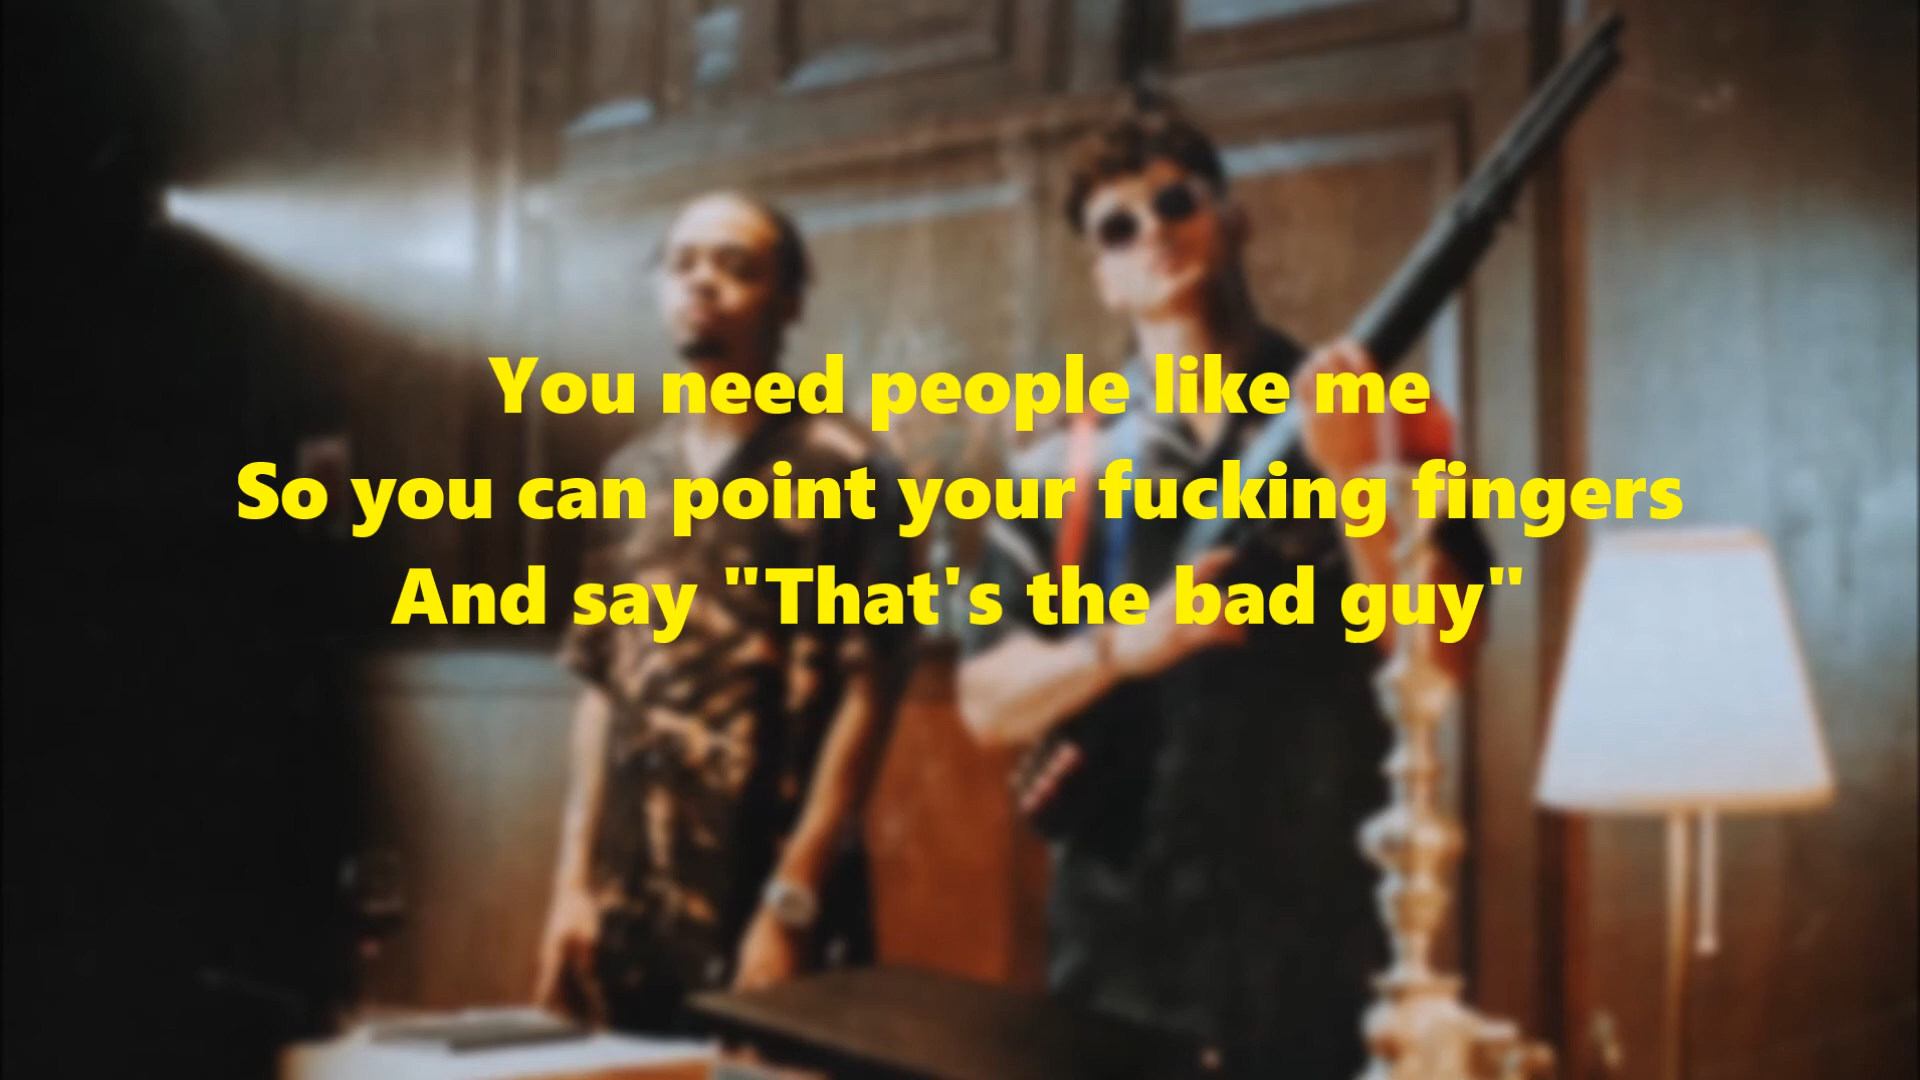 You need people like me
So you can point your fucking fingers
And say "That's the bad guy"